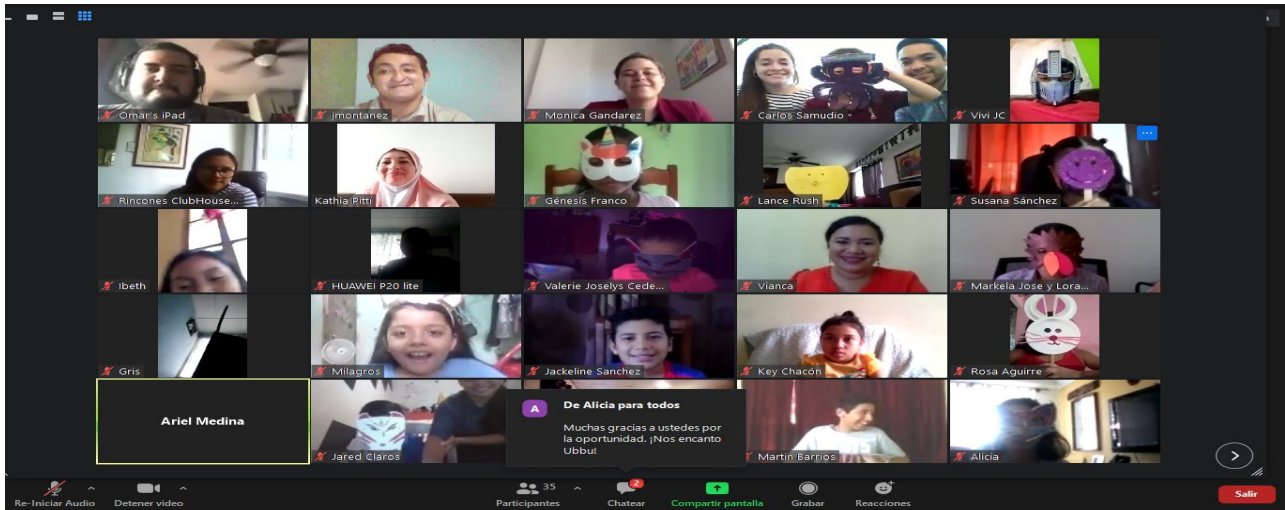 Omar's iPad
jmontanez
Monica Gandarez
Carlos Samudio
Vivi JC
Rincones ClubHouse...
Kathia Pitti
Génesis Franco
Lance Rush
Susana Sánchez
...
Ibeth
HUAWEI P20 lite
Valerie Joselys Cede...
Vianca
Markela Jose y Lora...
Gris
Milagros
Jackeline Sanchez
Key Chacón
Rosa Aguirre
Ariel Medina
Jared Claros
A
De Alicia para todos
Muchas gracias a ustedes por
la oportunidad. ¡Nos encanto
Ubbu!
Martin Barrios
Alicia
Re-Iniciar Audio
Detener video
35
Participantes
2
Chatear
Compartir pantalla
Grabar
Reacciones
Salir